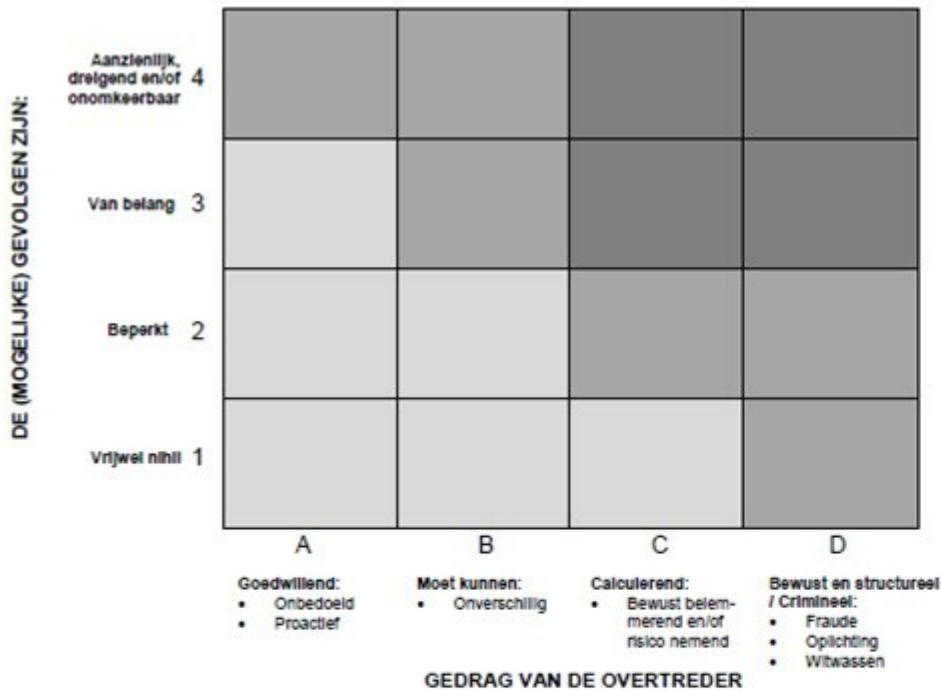 DE (MOGELIJKE) GEVOLGEN ZIJN:
Aanzienlijk,
dreigend en/of
onomkeerbaar
4
Van belang 3
Beperkt 2
Vrijwel nihil 1
A
B
C
D
Goedwillend:
• Onbedoeld
• Proactief
Moet kunnen:
• Onverschillig
Calculerend:
• Bewust belem-
merend en/of
risico nemend
Bewust en structureel
/ Crimineel:
• Fraude
• Oplichting
• Witwassen
GEDRAG VAN DE OVERTREDER